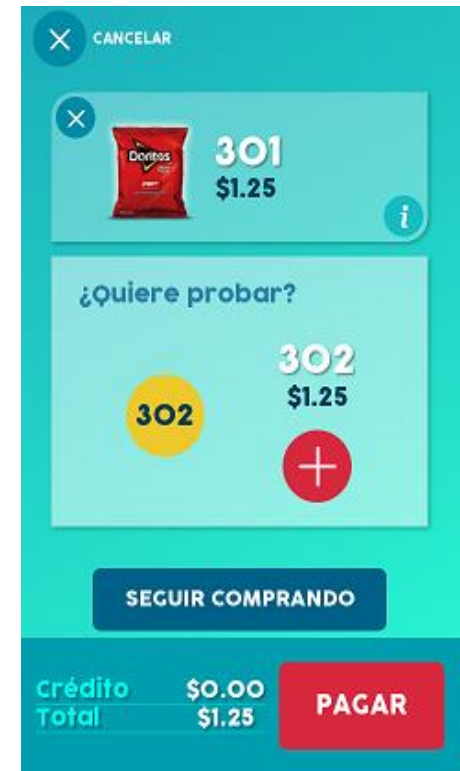 CANCELAR
Doritos
301
$1.25
i
¿Quiere probar?
302
$1.25
302
SEGUIR COMPRANDO
Crédito $0.00
Total $1.25
PAGAR